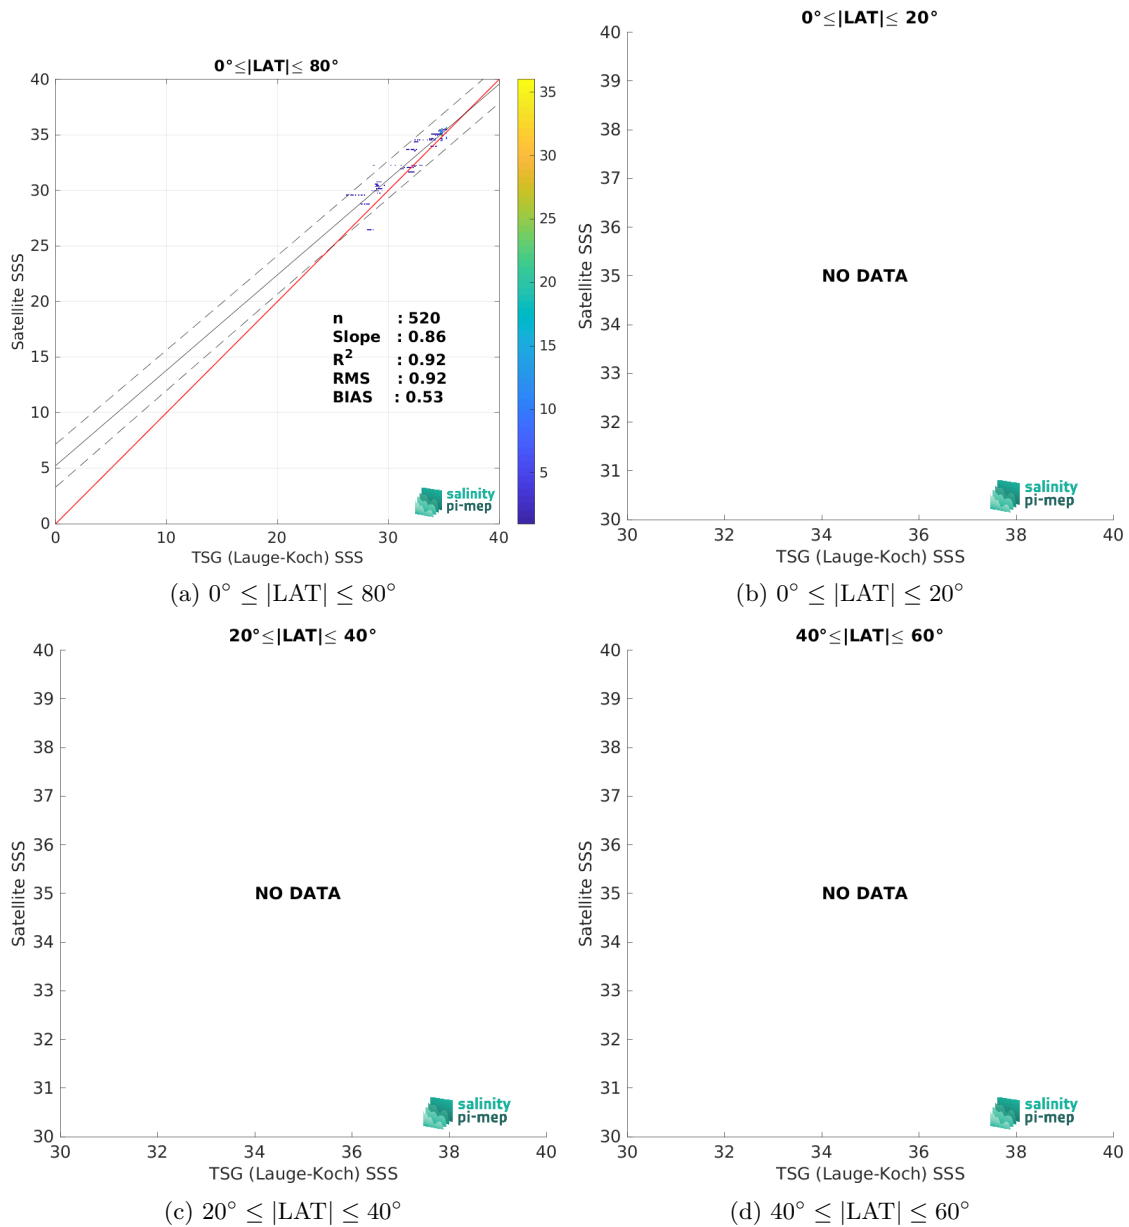 0°≤|LAT|≤ 80°
40
35
30
25
20
15
10
5
0
0
10
20
30
40
Satellite SSS
TSG (Lauge-Koch) SSS
n : 520
Slope : 0.86
R² : 0.92
RMS : 0.92
BIAS : 0.53
salinity
pi-mep
35
30
25
20
15
10
5
(a) 0° ≤ |LAT| ≤ 80°
0°≤|LAT|≤ 20°
40
39
38
37
36
35
34
33
32
31
30
30
32
34
36
38
40
Satellite SSS
TSG (Lauge-Koch) SSS
NO DATA
salinity
pi-mep
(b) 0° ≤ |LAT| ≤ 20°
20°≤|LAT|≤ 40°
40
39
38
37
36
35
34
33
32
31
30
30
32
34
36
38
40
Satellite SSS
TSG (Lauge-Koch) SSS
NO DATA
salinity
pi-mep
(c) 20° ≤ |LAT| ≤ 40°
40°≤|LAT|≤ 60°
40
39
38
37
36
35
34
33
32
31
30
30
32
34
36
38
40
Satellite SSS
TSG (Lauge-Koch) SSS
NO DATA
salinity
pi-mep
(d) 40° ≤ |LAT| ≤ 60°